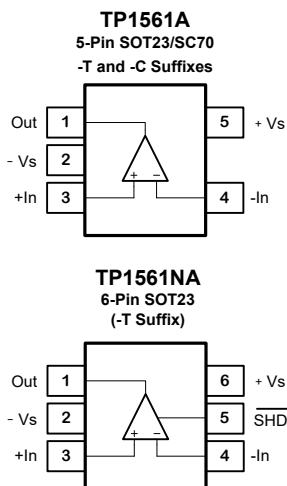 TP1561A
5-Pin SOT23/SC70
-T and -C Suffixes
Out 1 5 + Vs
- Vs 2
+In 3 4 -In
+ -
TP1561NA
6-Pin SOT23
(-T Suffix)
Out 1 6 + Vs
- Vs 2 5 SHD
+In 3 4 -In
+ -